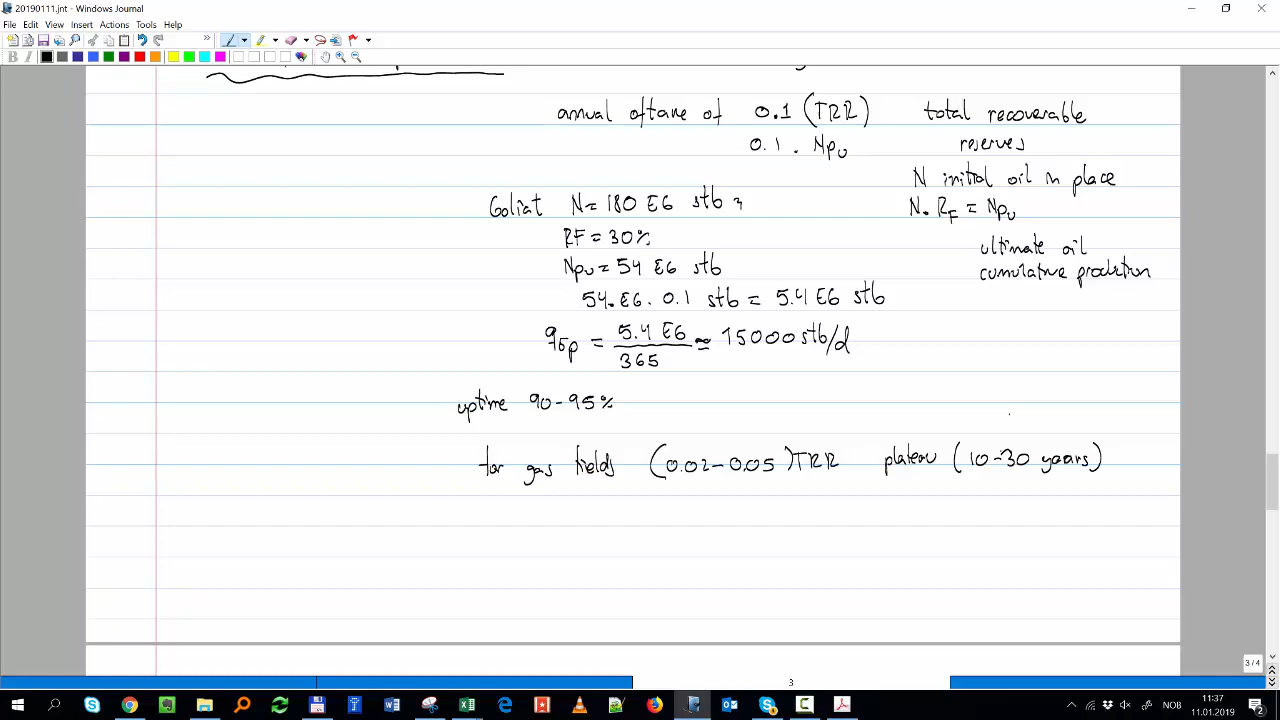 20190111.jnt - Windows Journal
File Edit View Insert Actions Tools Help
annual oftake of 0.1 (TRR) total recoverable
0.1 . Npu reserves
N initial oil in place
Goliat N = 180 E6 stb
N. RF = Npu
RF = 30%
ultimate oil
Npu = 54 E6 stb
cumulative production
54. E6 . 0.1 stb = 5.4 E6 stb
= 5.4 E6 ≈ 15000 stb/d
365
uptime 90-95%
for gas fields (0.02-0.05) TRR plateau (10-30 years)
3/4
3
NOB
11:37
11.01.2019